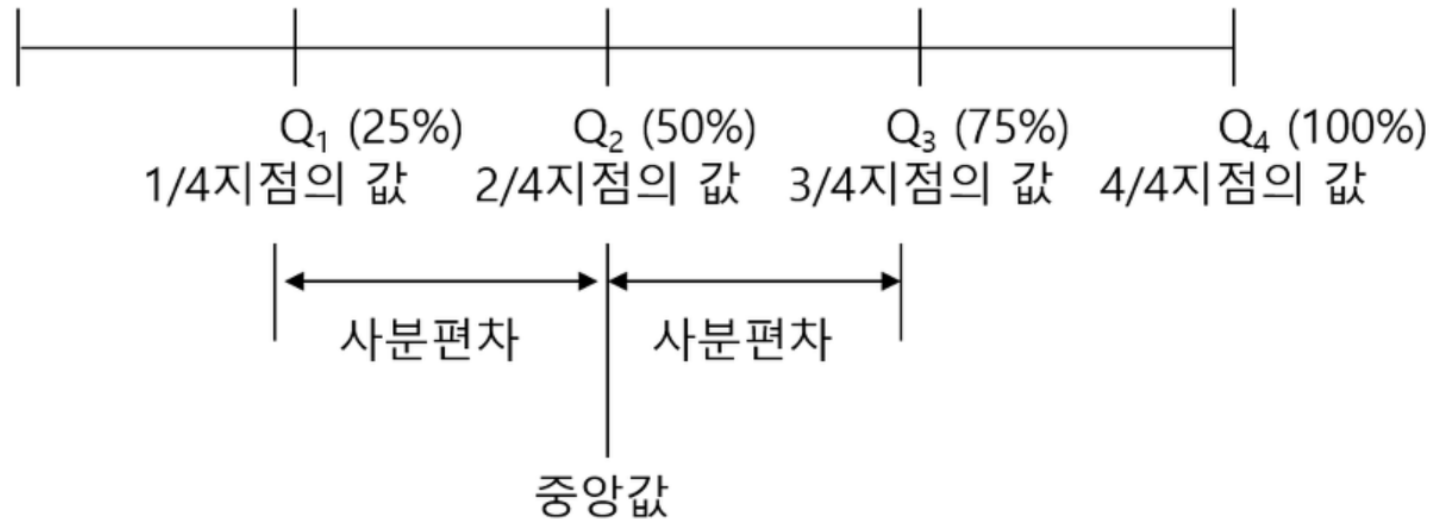 Q₁ (25%) Q₂ (50%) Q₃ (75%) Q₄ (100%)
1/4지점의 값 2/4지점의 값 3/4지점의 값 4/4지점의 값
사분편차 사분편차
중앙값